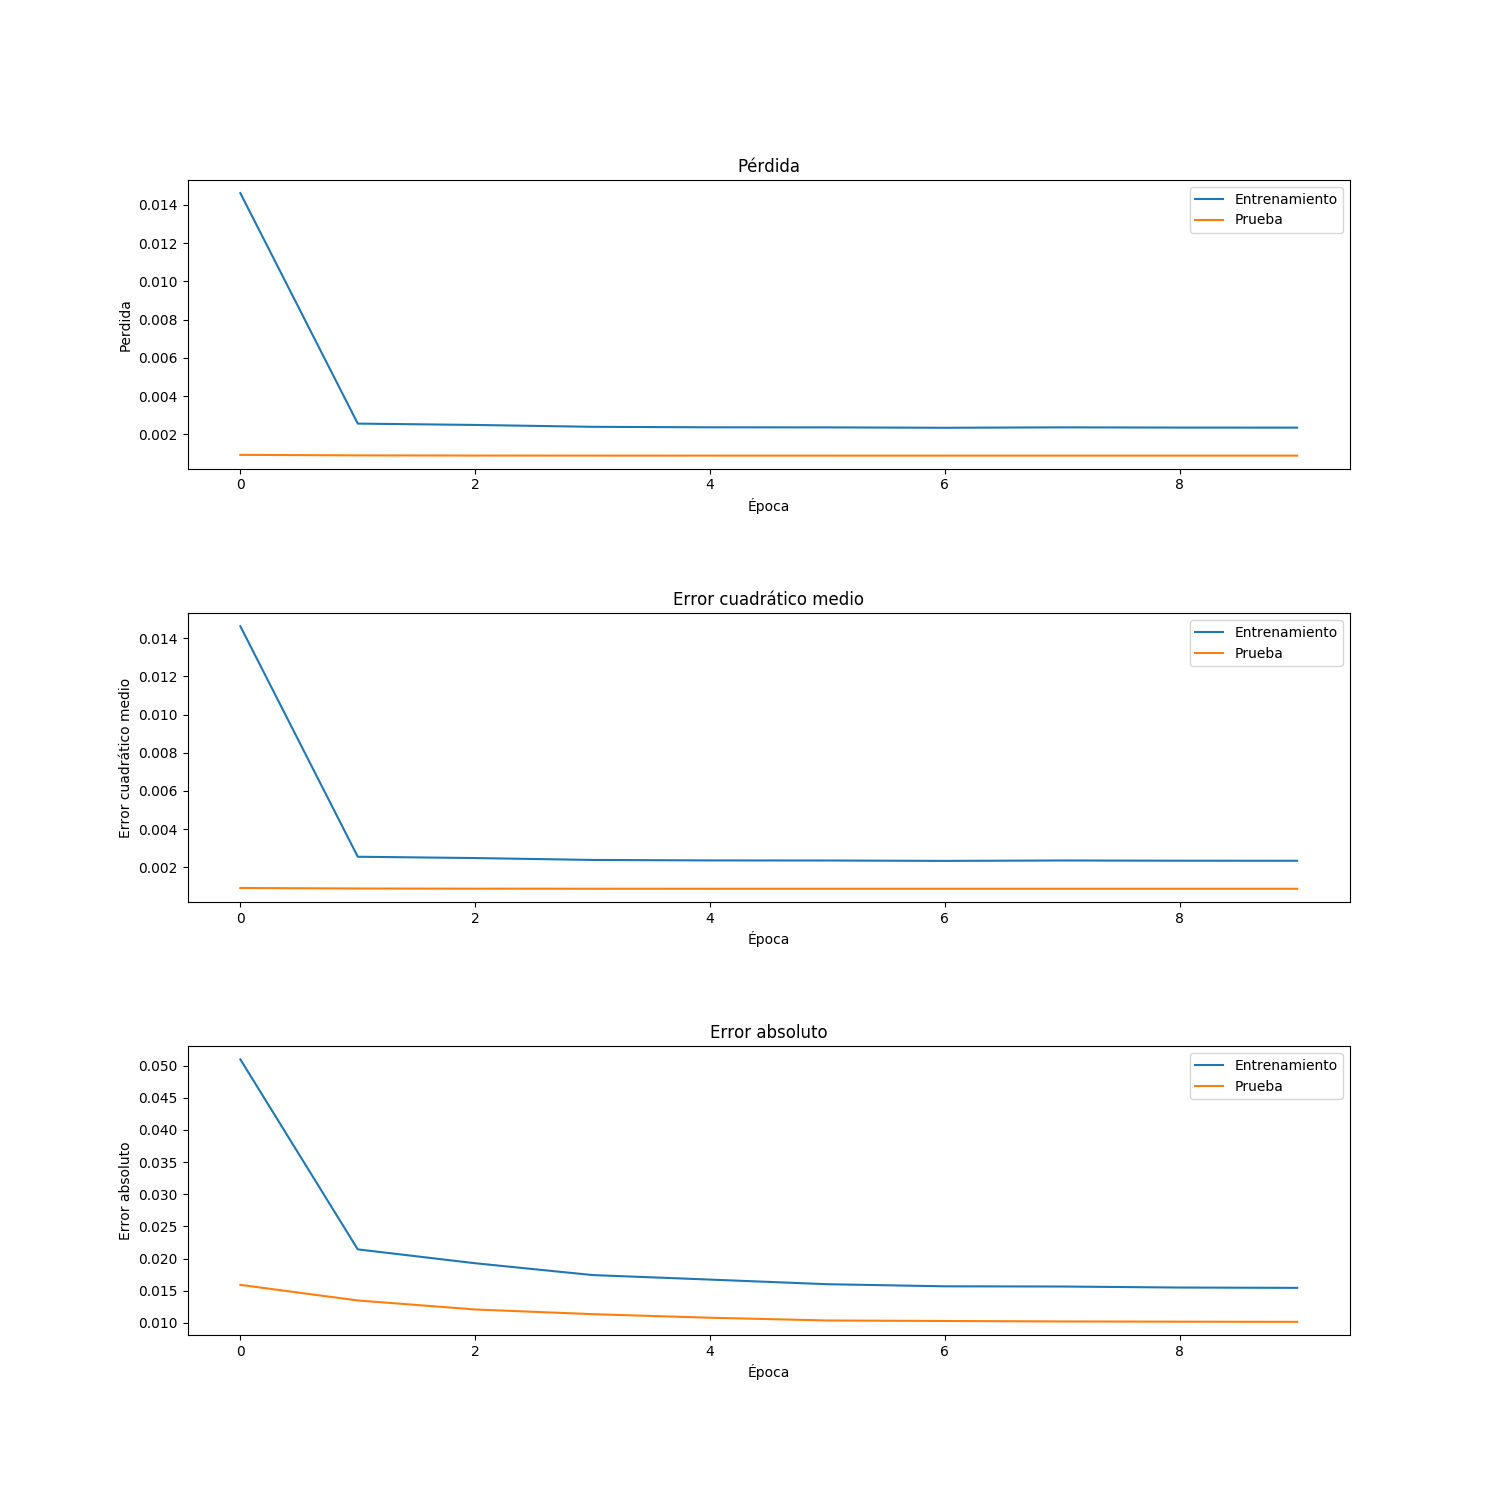 Pérdida
Perdida
0.014
0.012
0.010
0.008
0.006
0.004
0.002
Entrenamiento
Prueba
0 2 4 6 8
Época
Error cuadrático medio
Error cuadrático medio
0.014
0.012
0.010
0.008
0.006
0.004
0.002
Entrenamiento
Prueba
0 2 4 6 8
Época
Error absoluto
Error absoluto
0.050
0.045
0.040
0.035
0.030
0.025
0.020
0.015
0.010
Entrenamiento
Prueba
0 2 4 6 8
Época